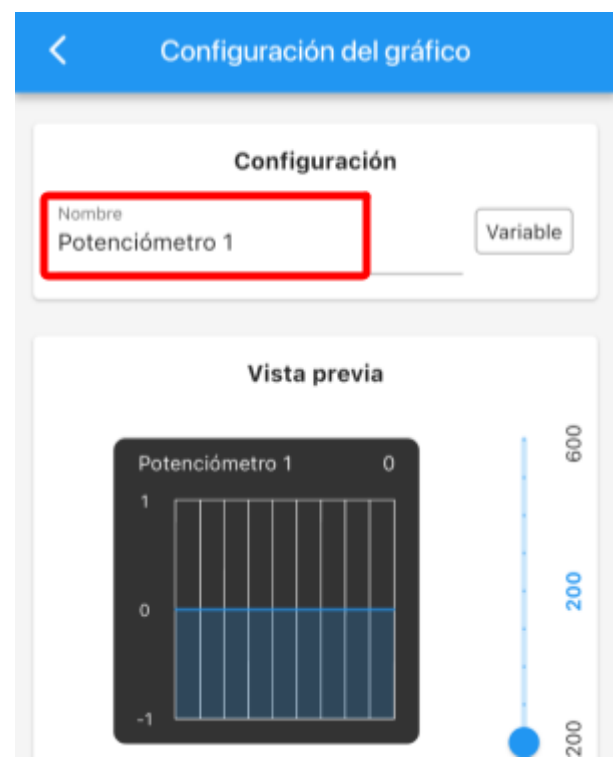 Configuración del gráfico
Configuración
Nombre
Potenciómetro 1
Variable
Vista previa
Potenciómetro 1 0
1
0
-1
600
200
200